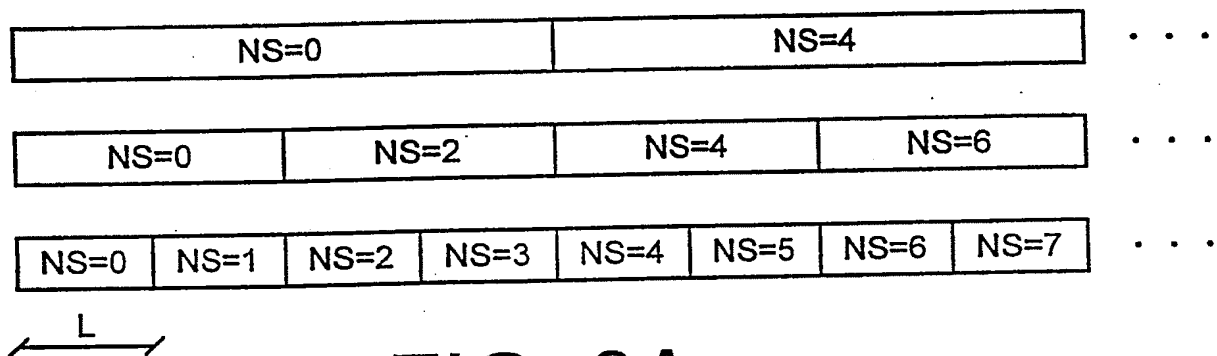 NS=0 NS=4 . . .
NS=0 NS=2 NS=4 NS=6 . . .
NS=0 NS=1 NS=2 NS=3 NS=4 NS=5 NS=6 NS=7 . . .
L